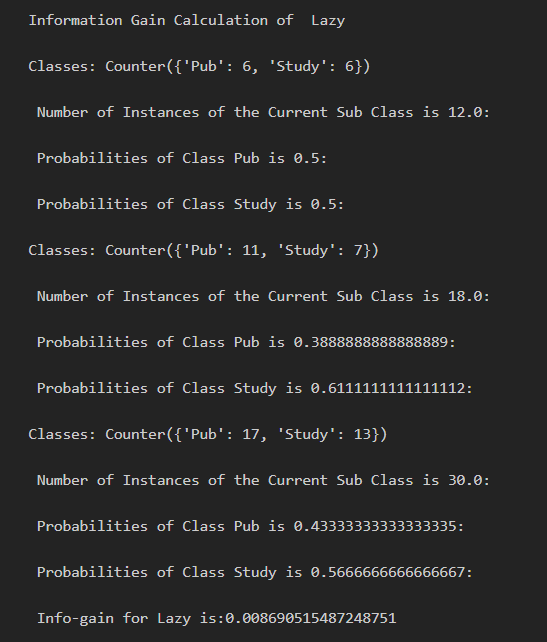 Information Gain Calculation of  Lazy
Classes: Counter({'Pub': 6, 'Study': 6})
Number of Instances of the Current Sub Class is 12.0:
Probabilities of Class Pub is 0.5:
Probabilities of Class Study is 0.5:
Classes: Counter({'Pub': 11, 'Study': 7})
Number of Instances of the Current Sub Class is 18.0:
Probabilities of Class Pub is 0.3888888888888889:
Probabilities of Class Study is 0.6111111111111112:
Classes: Counter({'Pub': 17, 'Study': 13})
Number of Instances of the Current Sub Class is 30.0:
Probabilities of Class Pub is 0.43333333333333335:
Probabilities of Class Study is 0.5666666666666667:
Info-gain for Lazy is:0.008690515487248751